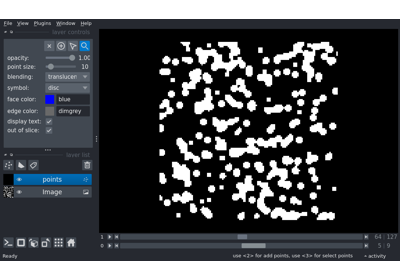 File View Plugins Window Help
layer controls
opacity: 1.00
point size: 10
blending: translucen
symbol: disc
face color: blue
edge color: dimgrey
display text:
out of slice:
layer list
points
Image
1 64 127
0 5 9
Ready use <2> for add points, use <3> for select points activity